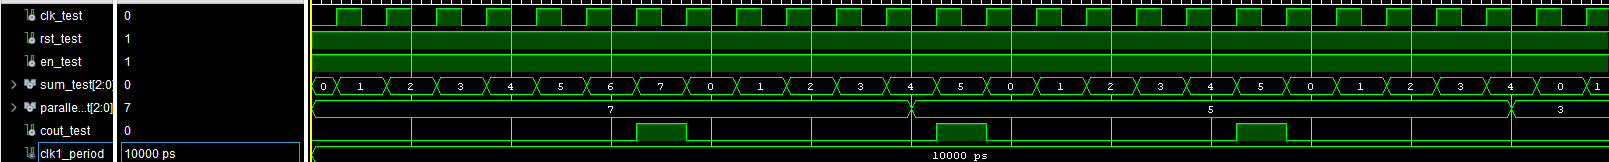 clk_test 0
rst_test 1
en_test 1
sum_test[2:0] 0 0 1 2 3 4 5 6 7 0 1 2 3 4 5 0 1 2 3 4 5 0 1 2 3 4 0 1
paralle...t[2:0] 7 7 5 3
cout_test 0
clk1_period 10000 ps 10000 ps